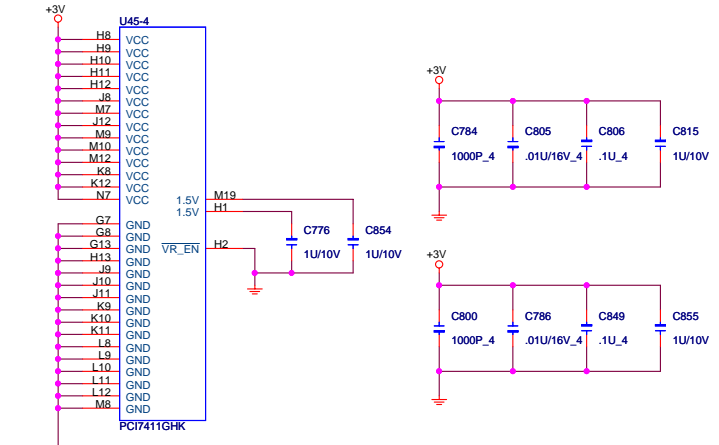 +3V
U45-4
H8 VCC
H9 VCC
H10 VCC
H11 VCC
H12 VCC
J8 VCC
M7 VCC
J12 VCC
M9 VCC
M10 VCC
M12 VCC
K8 VCC
K12 VCC
N7 VCC
1.5V M19
1.5V H1
G7 GND
G8 GND
G13 GND
VR_EN H2
H13 GND
J9 GND
J10 GND
J11 GND
K9 GND
K10 GND
K11 GND
L8 GND
L9 GND
L10 GND
L11 GND
L12 GND
M8 GND
PCI7411GHK
C776
1U/10V
C854
1U/10V
+3V
C784
1000P_4
C805
.01U/16V_4
C806
.1U_4
C815
1U/10V
+3V
C800
1000P_4
C786
.01U/16V_4
C849
.1U_4
C855
1U/10V